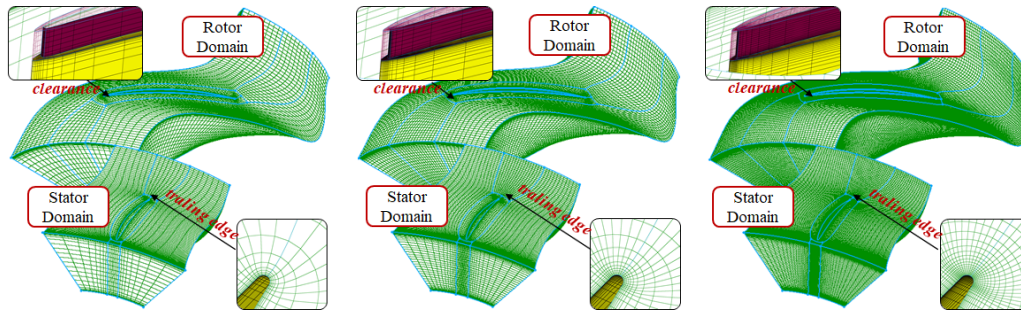 Rotor
Domain
clearance
Stator
Domain
traling edge
Rotor
Domain
clearance
Stator
Domain
traling edge
Rotor
Domain
clearance
Stator
Domain
traling edge